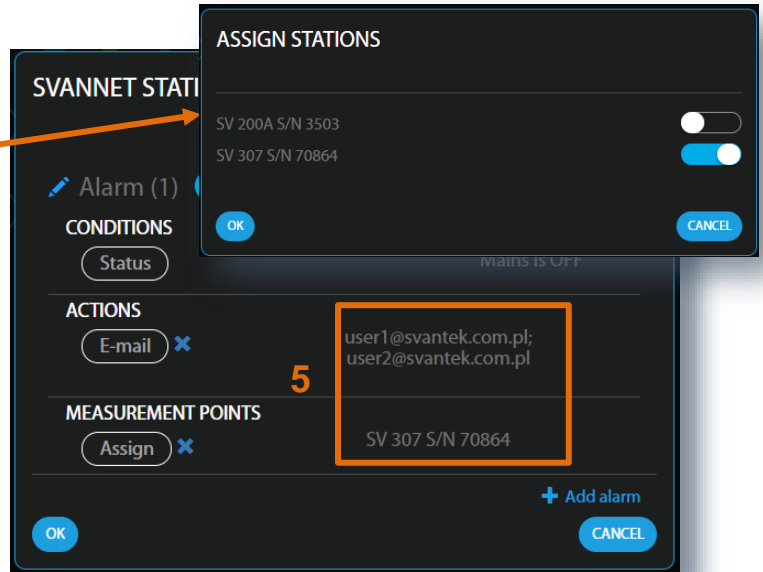 ASSIGN STATIONS
SV 200A S/N 3503
SV 307 S/N 70864
OK
CANCEL
SVANNET STATI
Alarm (1)
CONDITIONS
Status
Mains is OFF
ACTIONS
E-mail
user1@svantek.com.pl;
user2@svantek.com.pl
5
MEASUREMENT POINTS
Assign
SV 307 S/N 70864
Add alarm
OK
CANCEL